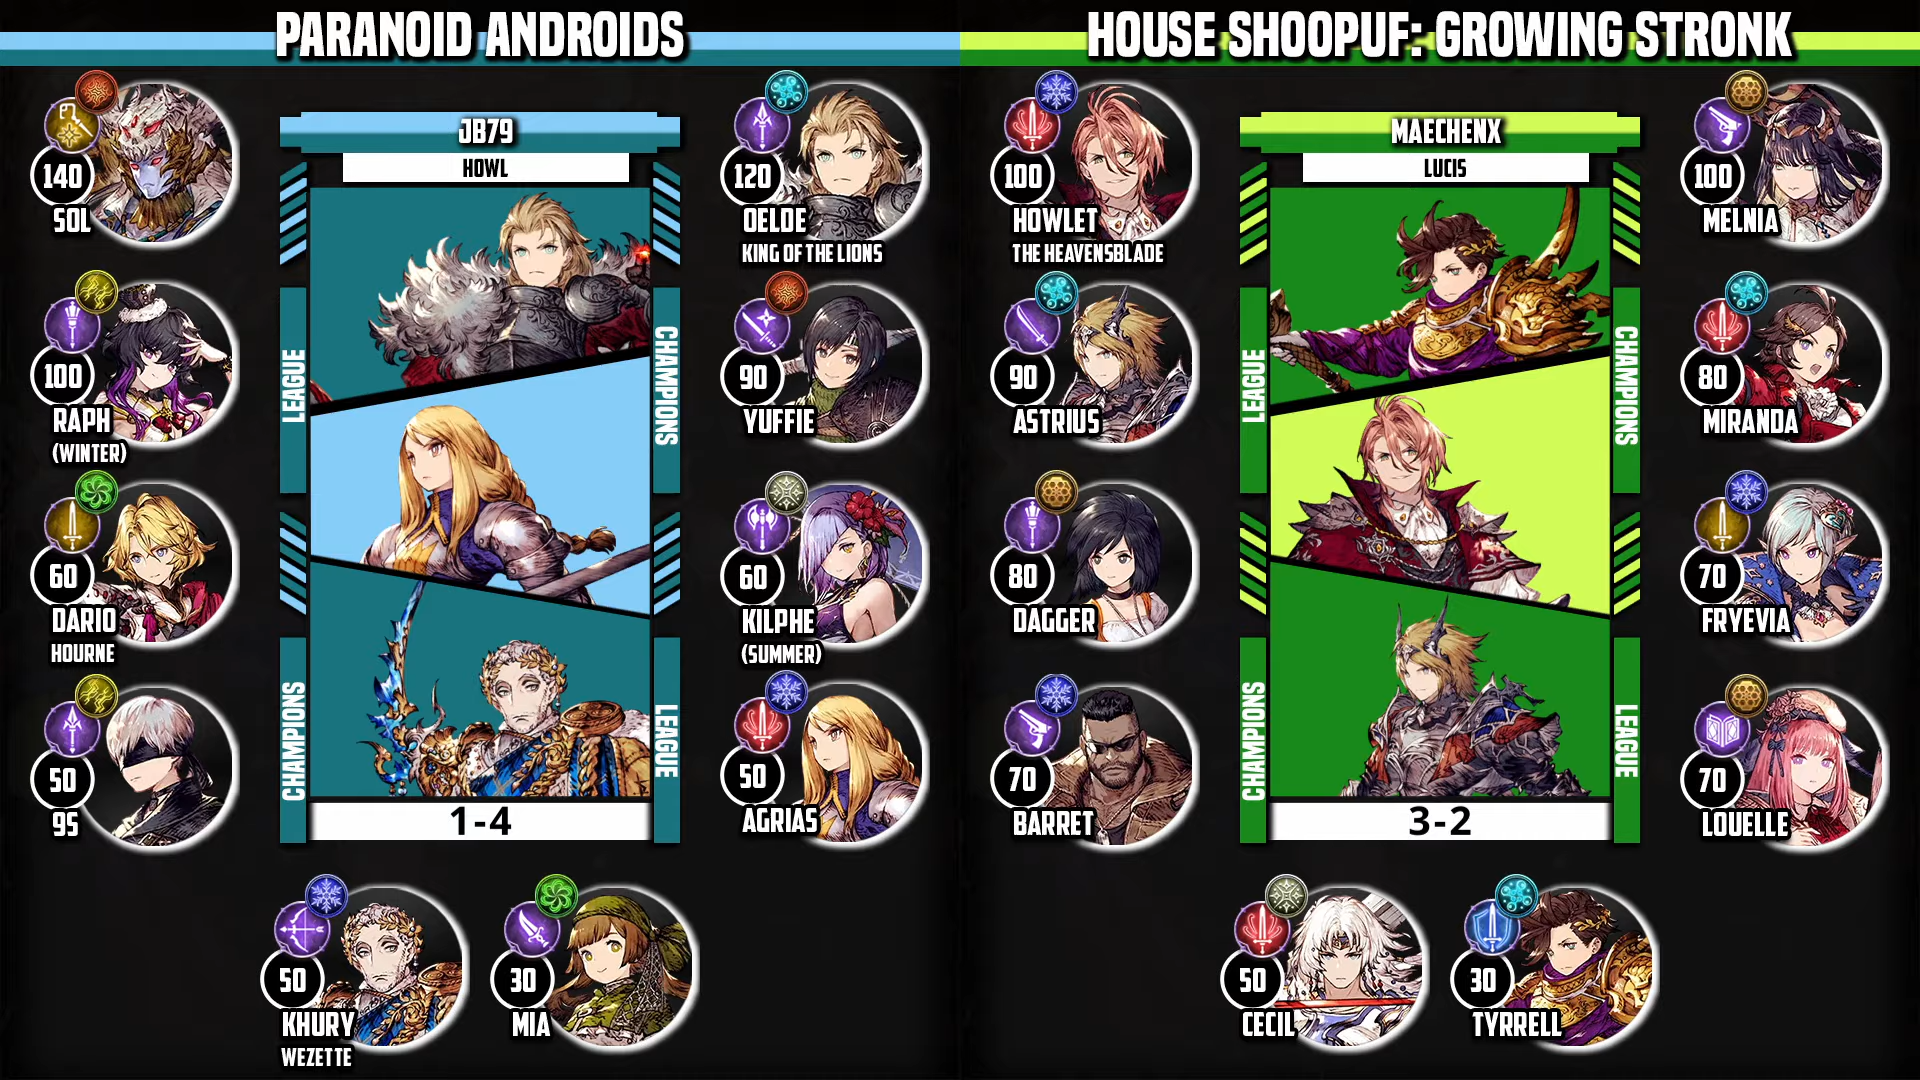 PARANOID ANDROIDS
140
SOL
100
RAPH
(WINTER)
60
DARIO
HOURNE
50
9S
JB79
HOWL
LEAGUE
CHAMPIONS
CHAMPIONS
LEAGUE
1-4
120
OELDE
KING OF THE LIONS
90
YUFFIE
60
KILPHE
(SUMMER)
50
AGRIAS
50
KHURY
WEZETTE
30
MIA
HOUSE SHOOPUF: GROWING STRONK
100
HOWLET
THE HEAVENSBLADE
90
ASTRIUS
80
DAGGER
70
BARRET
MAECHENX
LUCIS
LEAGUE
CHAMPIONS
CHAMPIONS
LEAGUE
3-2
100
MELNIA
80
MIRANDA
70
FRYEVIA
70
LOUELLE
50
CECIL
30
TYRRELL